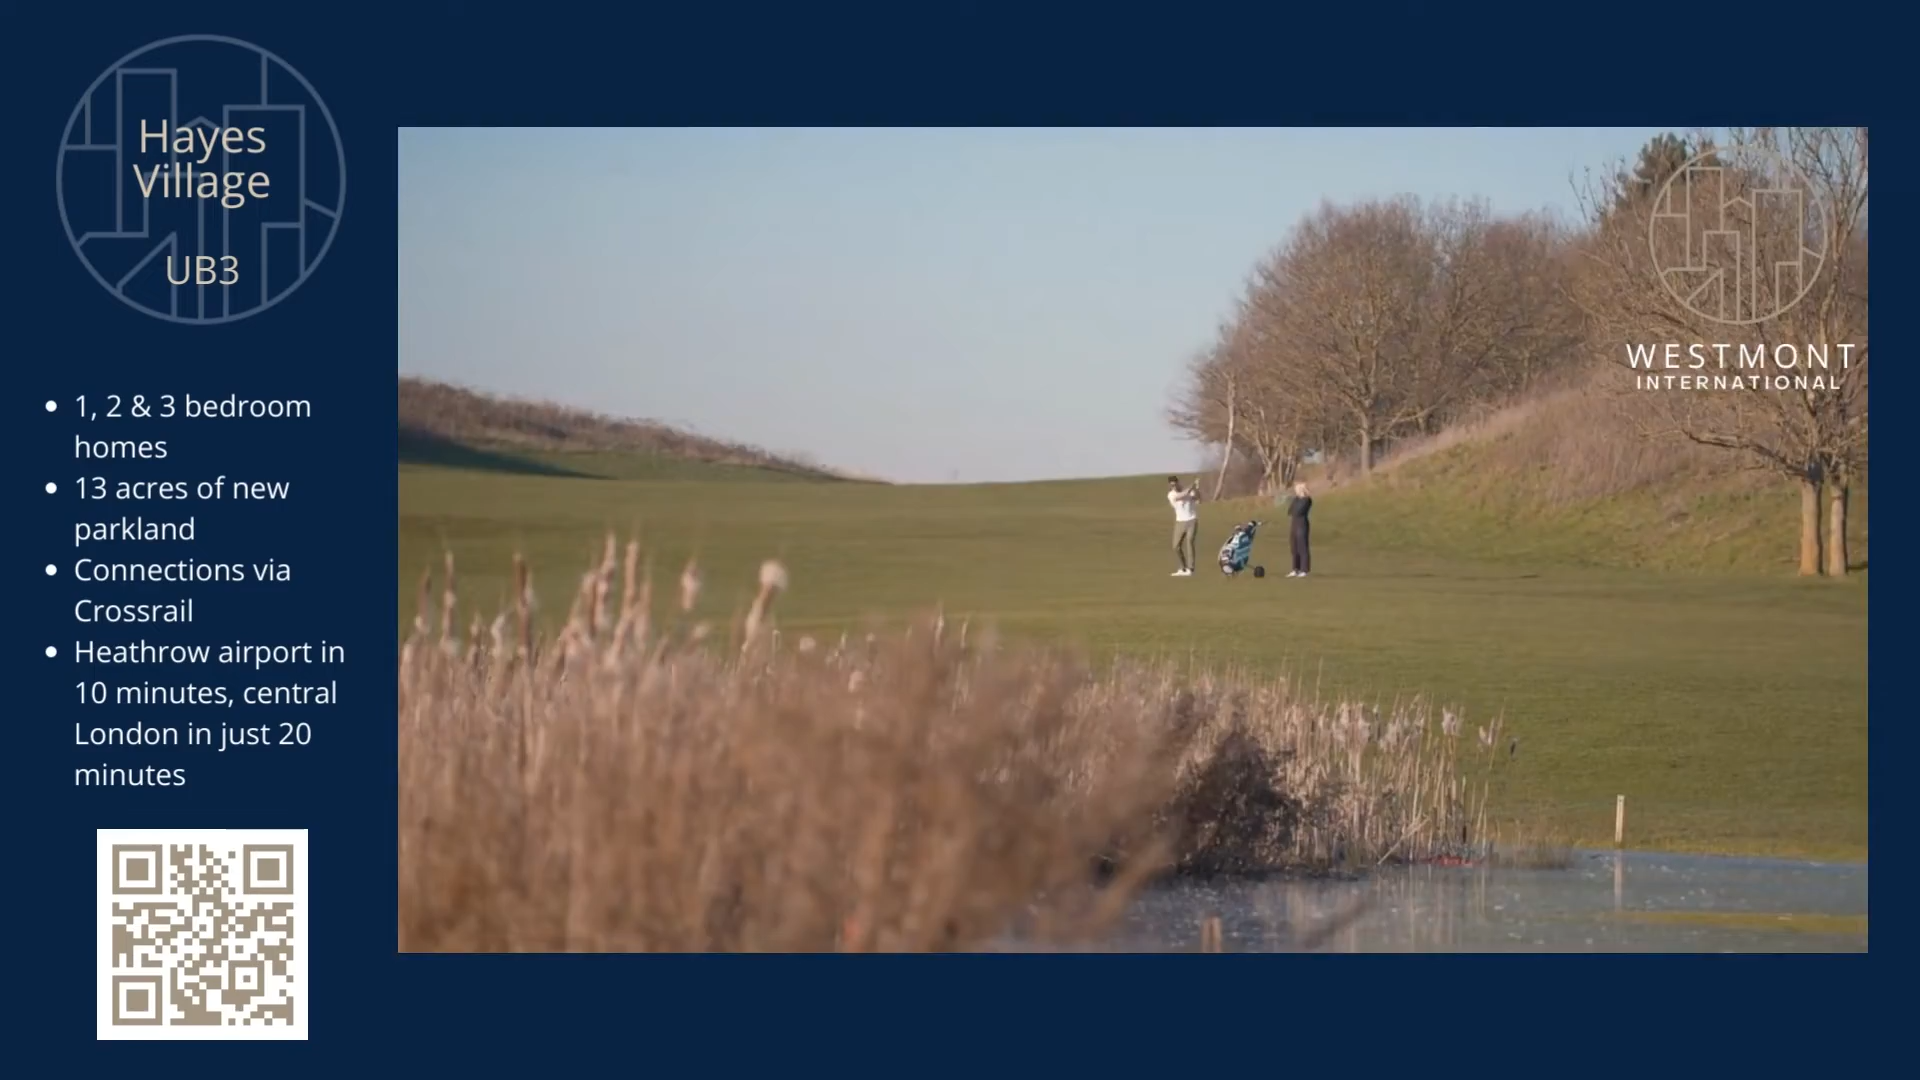 Hayes
Village
UB3
1, 2 & 3 bedroom
homes
13 acres of new
parkland
Connections via
Crossrail
Heathrow airport in
10 minutes, central
London in just 20
minutes
WESTMONT
INTERNATIONAL